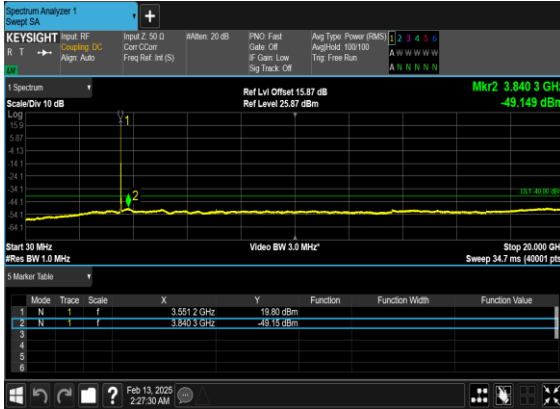 Spectrum Analyzer 1
Swept SA
+
KEYSIGHT Input: RF Input Z: 50 Ω #Atten: 20 dB PNO: Fast Avg Type: Power (RMS) 1 2 3 4 5 6
R T Coupling: DC Corr CCorr Gate: Off Avg|Hold: 100/100 A W W W W W
Align: Auto Freq Ref: Int (S) IF Gain: Low Trig: Free Run
Sig Track: Off A N N N N N
1 Spectrum Ref Lvl Offset 15.87 dB Mkr2 3.840 3 GHz
Scale/Div 10 dB Ref Level 25.87 dBm -49.149 dBm
Log
15.9
5.87
-4.13
-14.1
-24.1
-34.1
-44.1
-54.1
-64.1
1
2
DL1 -40.00 dBm
Start 30 MHz Video BW 3.0 MHz* Stop 20.000 GHz
#Res BW 1.0 MHz Sweep 34.7 ms (40001 pts)
5 Marker Table
Mode Trace Scale X Y Function Function Width Function Value
1 N 1 f 3.551 2 GHz 19.80 dBm
2 N 1 f 3.840 3 GHz -49.15 dBm
3
4
5
6
?
Feb 13, 2025
2:27:30 AM